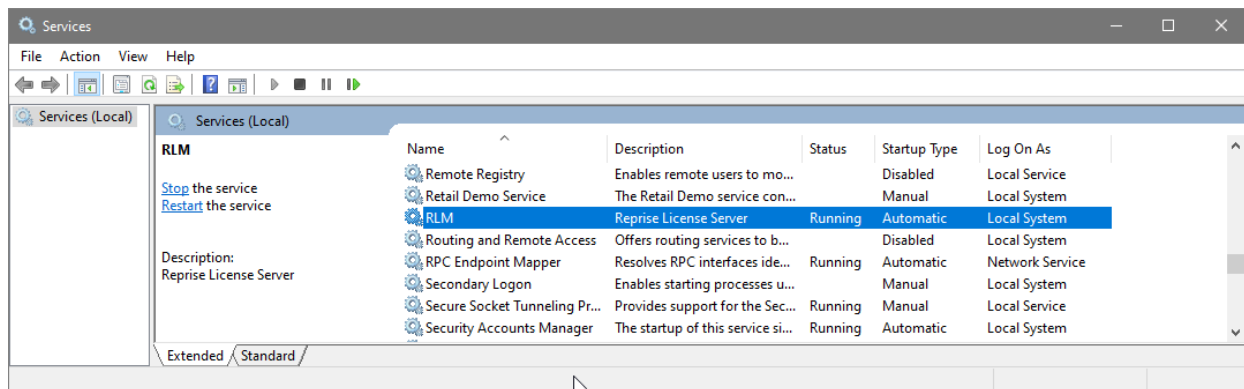 Services
File Action View Help
Services (Local)
Services (Local)
RLM
Stop the service
Restart the service
Description:
Reprise License Server
Name Description Status Startup Type Log On As
Remote Registry Enables remote users to mo... Disabled Local Service
Retail Demo Service The Retail Demo service con... Manual Local System
RLM Reprise License Server Running Automatic Local System
Routing and Remote Access Offers routing services to b... Disabled Local System
RPC Endpoint Mapper Resolves RPC interfaces ide... Running Automatic Network Service
Secondary Logon Enables starting processes u... Manual Local System
Secure Socket Tunneling Pr... Provides support for the Sec... Running Manual Local Service
Security Accounts Manager The startup of this service si... Running Automatic Local System
Extended Standard